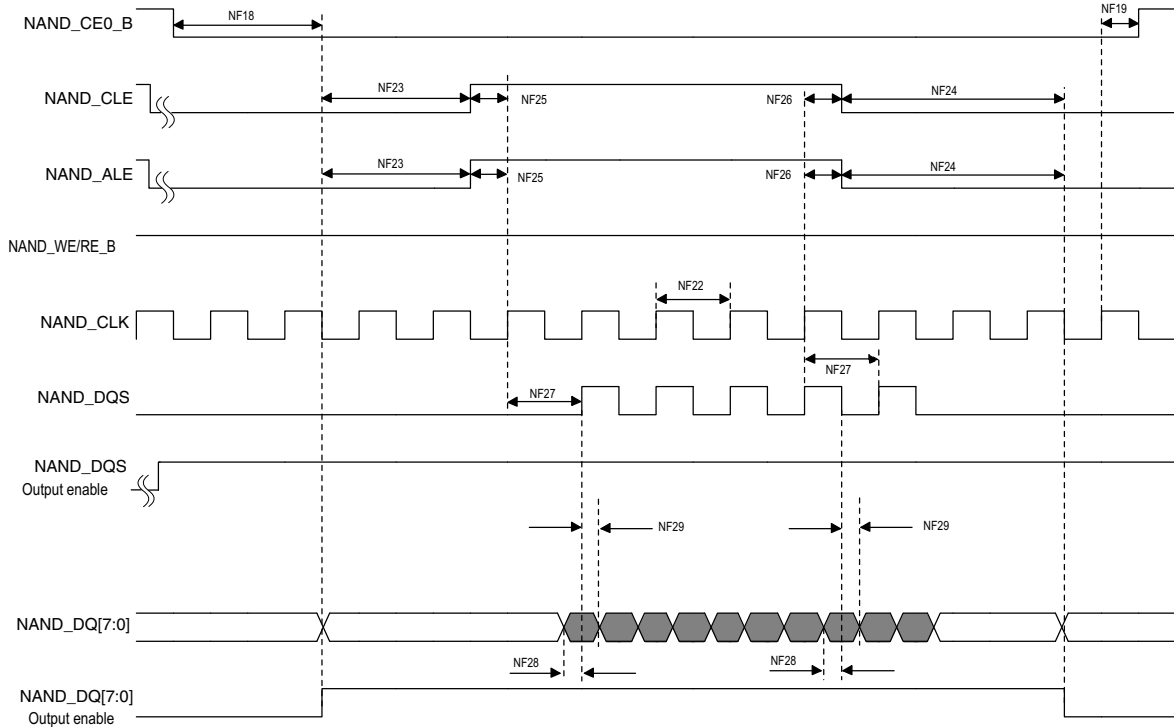 NAND_CE0_B
NF18
NF19
NAND_CLE
NF23
NF25
NF26
NF24
NAND_ALE
NF23
NF25
NF26
NF24
NAND_WE/RE_B
NAND_CLK
NF22
NF27
NAND_DQS
NF27
NAND_DQS
Output enable
NF29
NF29
NAND_DQ[7:0]
NF28
NF28
NAND_DQ[7:0]
Output enable